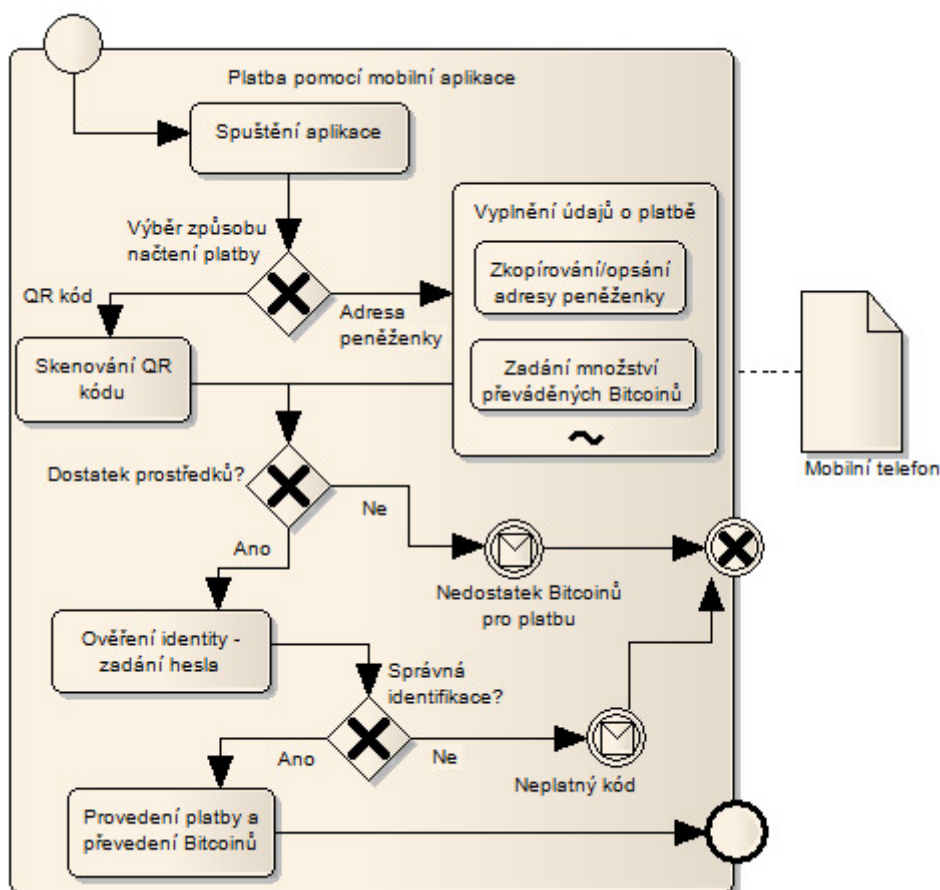 Platba pomocí mobilní aplikace
Spuštění aplikace
Výběr způsobu
načtení platby
Vyplnění údajů o platbě
Zkopírování/opsání
adresy peněženky
QR kód
Adresa
peněženky
Skenování QR
kódu
Zadání množství
převáděných Bitcoinů
Mobilní telefon
Dostatek prostředků?
Ne
Ano
Nedostatek Bitcoinů
pro platbu
Ověření identity -
zadání hesla
Správná
identifikace?
Ano
Ne
Neplatný kód
Provedení platby a
převedení Bitcoinů